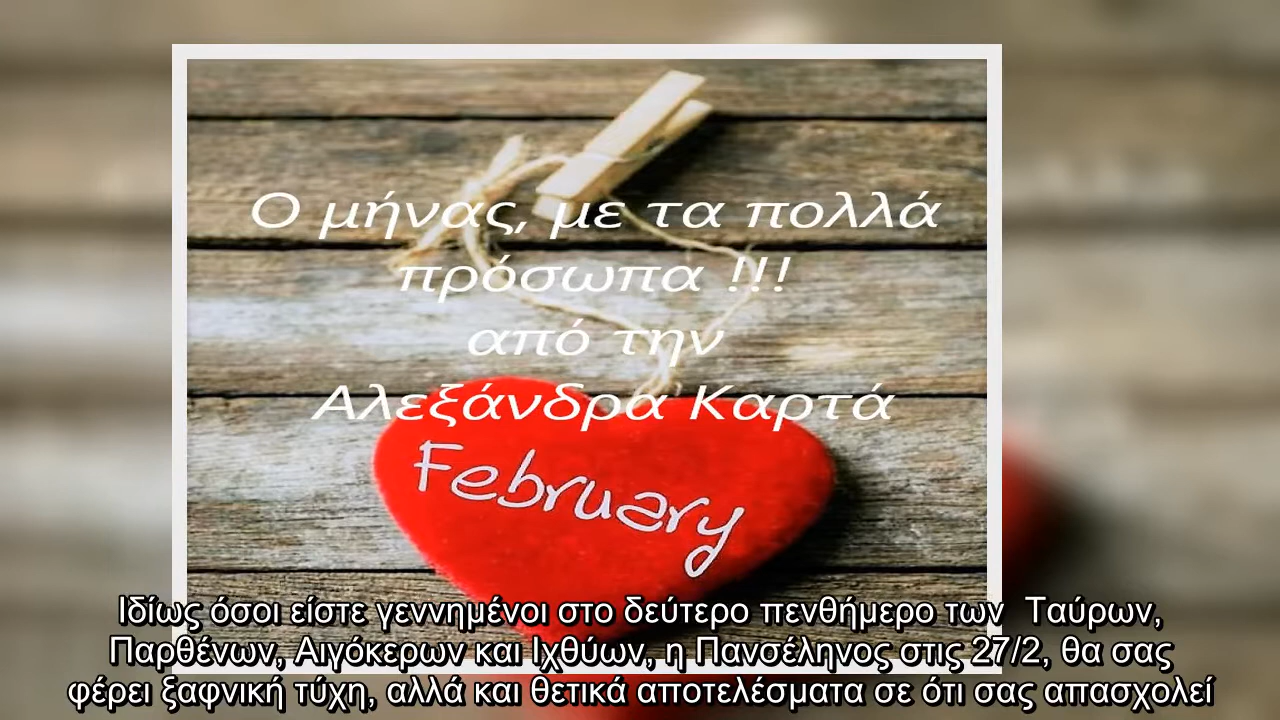 Ο μήνας, με τα πολλά
πρόσωπα !!!
από την
Αλεξάνδρα Καρτά
February
Ιδίως όσοι είστε γεννημένοι στο δεύτερο πενθήμερο των  Ταύρων,
Παρθένων, Αιγόκερων και Ιχθύων, η Πανσέληνος στις 27/2, θα σας
φέρει ξαφνική τύχη, αλλά και θετικά αποτελέσματα σε ότι σας απασχολεί